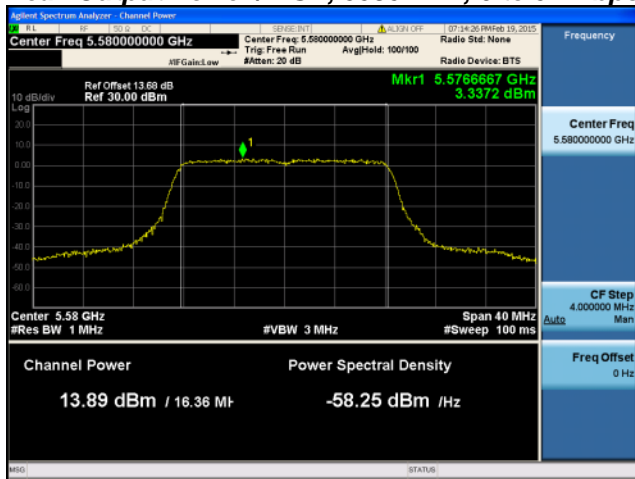 Agilent Spectrum Analyzer - Channel Power
RL RF 50 Ω DC SENSE:INT ALIGN OFF 07:14:26 PM Feb 19, 2015
Center Freq 5.580000000 GHz
Center Freq: 5.580000000 GHz
Radio Std: None
Trig: Free Run
Avg|Hold: 100/100
#IFGain:Low
#Atten: 20 dB
Radio Device: BTS
Mkr1 5.5766667 GHz
3.3372 dBm
Ref Offset 13.68 dB
10 dB/div
Ref 30.00 dBm
Log
20.0
10.0
1
0.00
-10.0
-20.0
-30.0
-40.0
-50.0
-60.0
Center 5.58 GHz
Span 40 MHz
#Res BW 1 MHz
#VBW 3 MHz
#Sweep 100 ms
Channel Power
Power Spectral Density
13.89 dBm / 16.36 MH
-58.25 dBm /Hz
MSG
STATUS
Frequency
Center Freq
5.580000000 GHz
CF Step
4.000000 MHz
Auto Man
Freq Offset
0 Hz